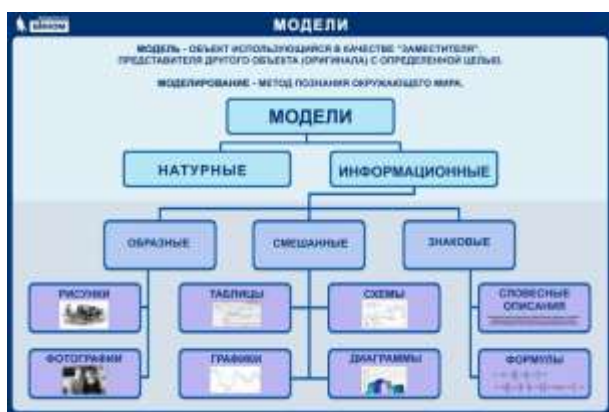 БИНОМ
МОДЕЛИ
МОДЕЛЬ - ОБЪЕКТ ИСПОЛЬЗУЮЩИЙСЯ В КАЧЕСТВЕ "ЗАМЕСТИТЕЛЯ",
ПРЕДСТАВИТЕЛЯ ДРУГОГО ОБЪЕКТА (ОРИГИНАЛА) С ОПРЕДЕЛЕННОЙ ЦЕЛЬЮ.
МОДЕЛИРОВАНИЕ - МЕТОД ПОЗНАНИЯ ОКРУЖАЮЩЕГО МИРА.
МОДЕЛИ
НАТУРНЫЕ
ИНФОРМАЦИОННЫЕ
ОБРАЗНЫЕ
СМЕШАННЫЕ
ЗНАКОВЫЕ
РИСУНКИ
ТАБЛИЦЫ
СХЕМЫ
СЛОВЕСНЫЕ
ОПИСАНИЯ
ФОТОГРАФИИ
ГРАФИКИ
ДИАГРАММЫ
ФОРМУЛЫ